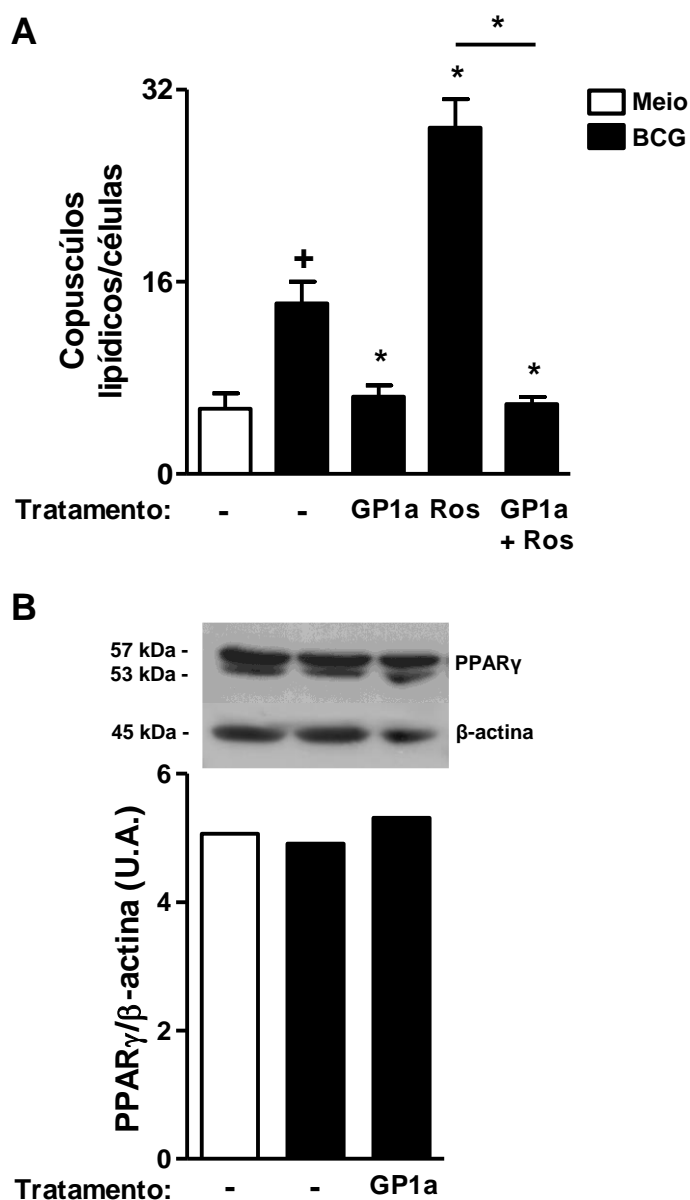 A
*
*
32
Meio
BCG
Copuscúlos
lipídicos/células
+
16
*
*
0
Tratamento: - - GP1a Ros GP1a
+ Ros
B
57 kDa -
53 kDa -
PPARγ
45 kDa -
β-actina
6
PPARγ/β-actina (U.A.)
4
2
0
Tratamento: - - GP1a